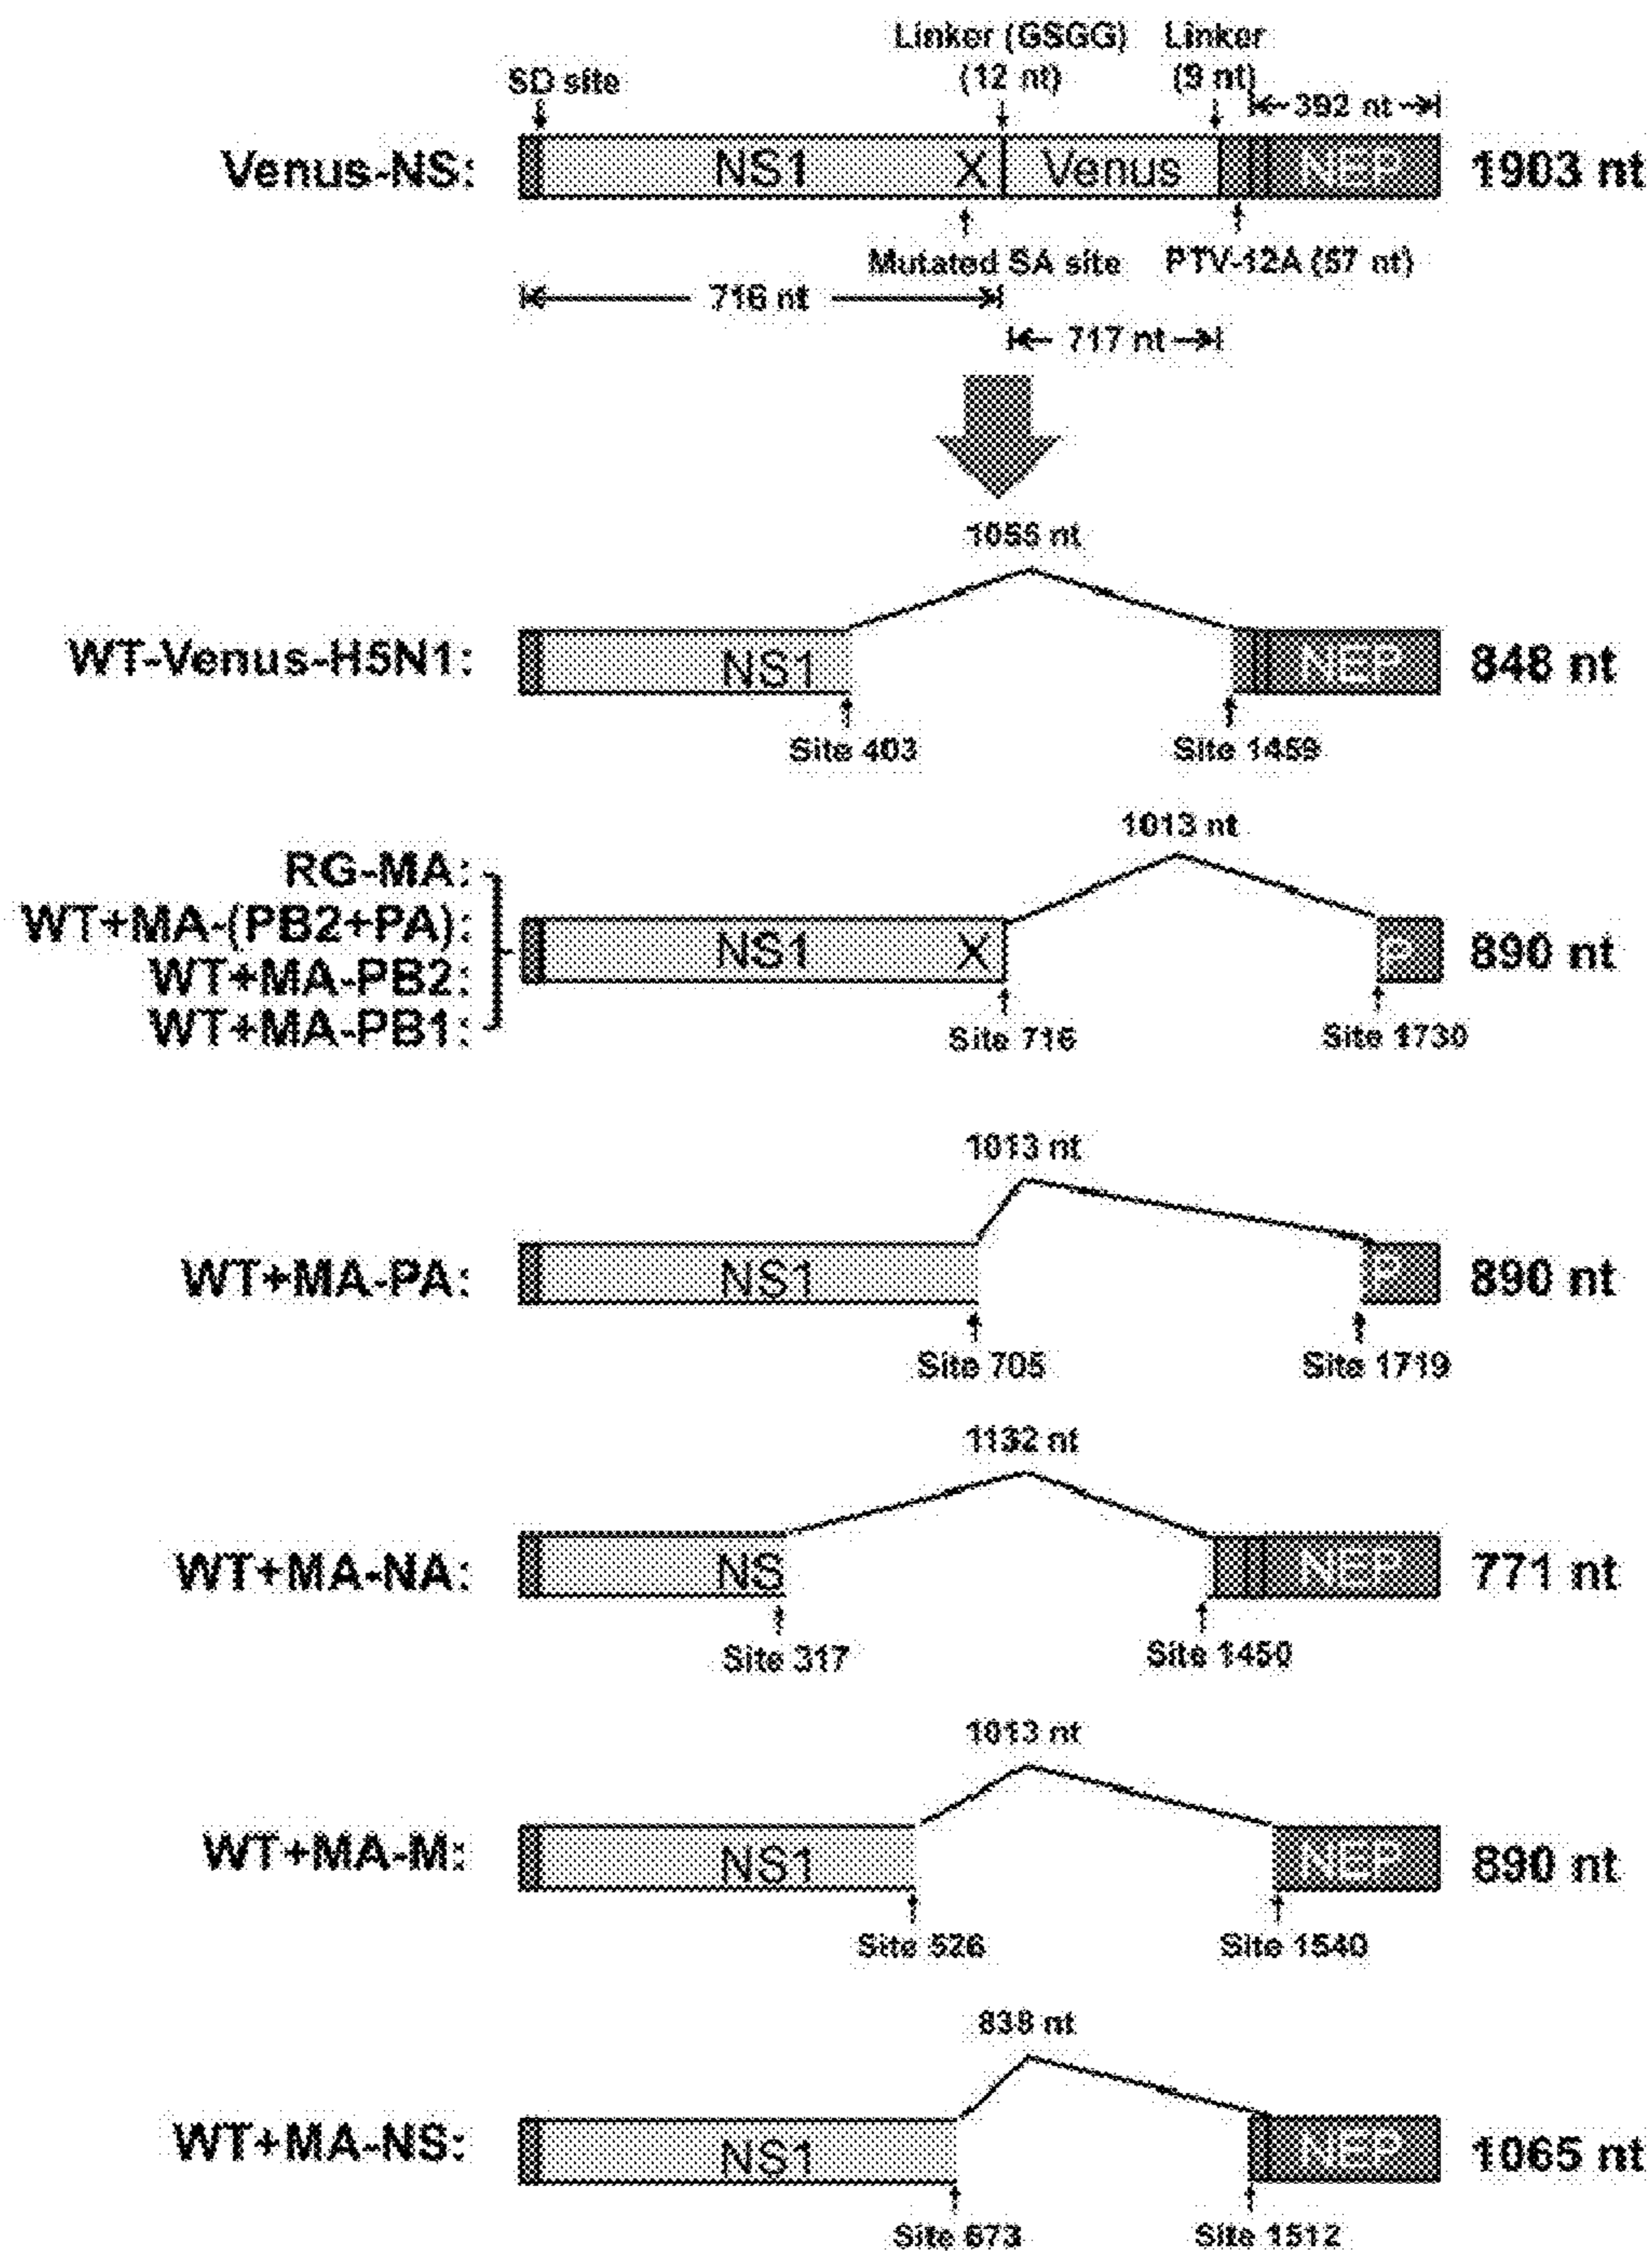 Linker (GSGG) Linker
SD site (12 nt) (9 nt)
392 nt
Venus-NS: NS1 X Venus NEP 1903 nt
Mutated SA site PTV-12A (57 nt)
716 nt
717 nt
1055 nt
WT-Venus-H5N1: NS1 NEP 848 nt
Site 403 Site 1459
1013 nt
RG-MA:
WT+MA-(PB2+PA):
WT+MA-PB2:
WT+MA-PB1:
NS1 X P 890 nt
Site 716 Site 1730
1013 nt
WT+MA-PA: NS1 P 890 nt
Site 705 Site 1719
1132 nt
WT+MA-NA: NS NEP 771 nt
Site 317 Site 1450
1013 nt
WT+MA-M: NS1 NEP 890 nt
Site 526 Site 1540
838 nt
WT+MA-NS: NS1 NEP 1065 nt
Site 673 Site 1512